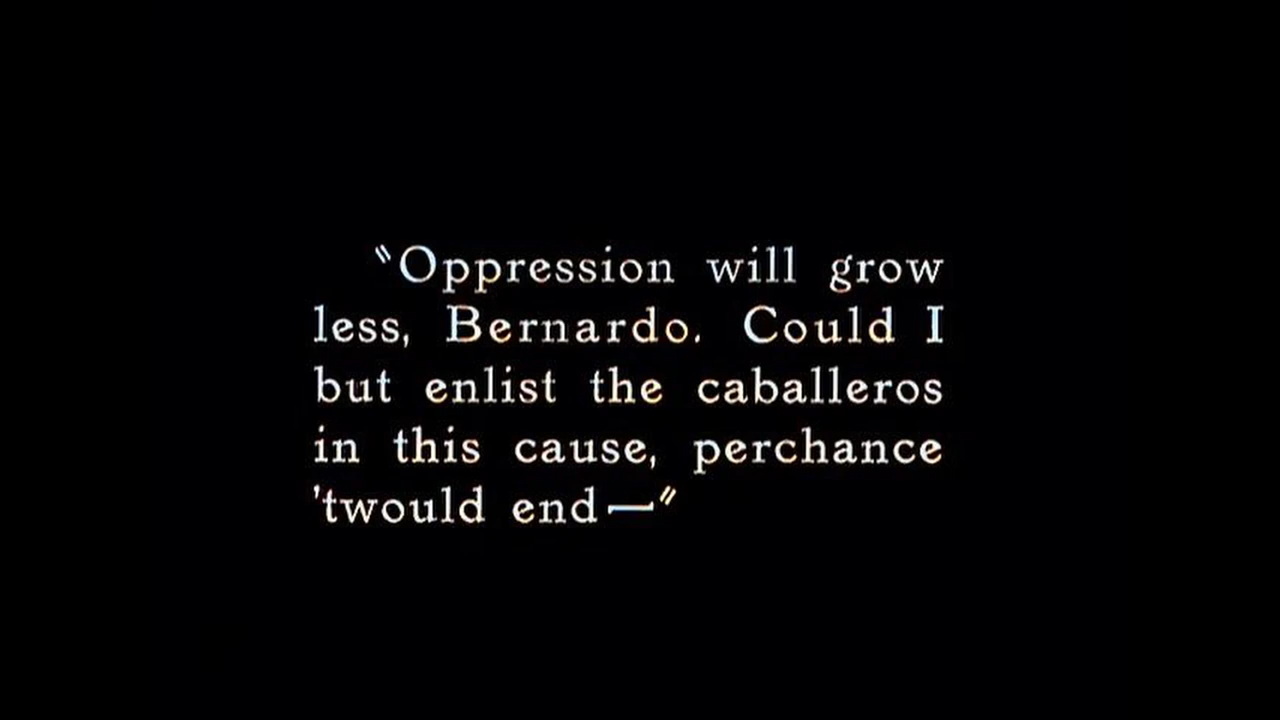 "Oppression will grow
less, Bernardo. Could I
but enlist the caballeros
in this cause, perchance
'twould end—"